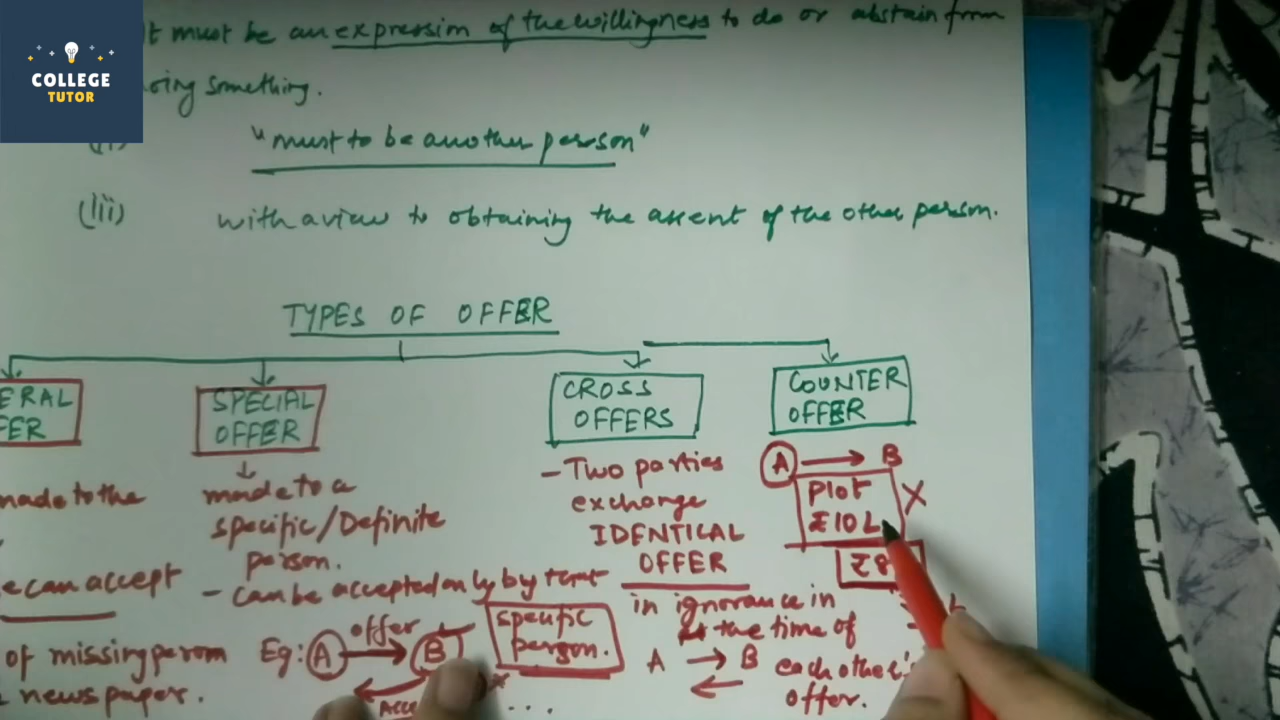 COLLEGE
TUTOR
It must be an expression of the willingness to do or abstain from
doing something.
"must to be another person"
(iii) with a view to obtaining the assent of the other person.
TYPES OF OFFER
ERAL
FER
SPECIAL
OFFER
CROSS
OFFERS
COUNTER
OFFER
made to the
e can accept
of missing person
newspaper.
made to a
specific/Definite
person.
- can be accepted only by that
specific
person.
Eg: A offer B
- Two parties
exchange
IDENTICAL
OFFER
in ignorance in
the time of
each other's
offer.
A → B
←
A → B
Plot X
₹10L
₹8